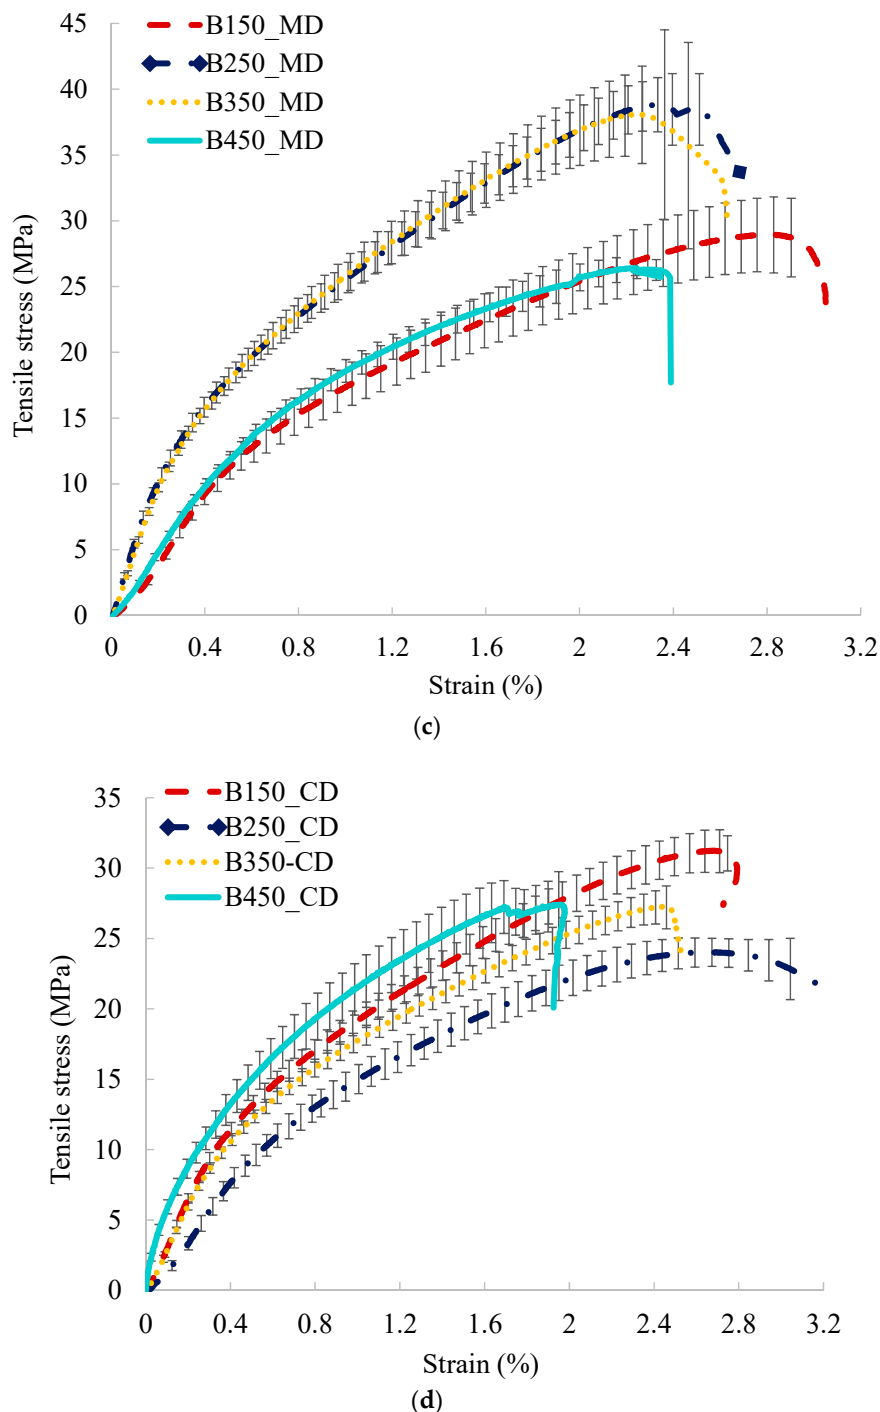 45
40
35
30
25
20
15
10
5
0
Tensile stress (MPa)
B150_MD
B250_MD
B350_MD
B450_MD
0 0.4 0.8 1.2 1.6 2 2.4 2.8 3.2
Strain (%)
(c)
35
30
25
20
15
10
5
0
Tensile stress (MPa)
B150_CD
B250_CD
B350-CD
B450_CD
0 0.4 0.8 1.2 1.6 2 2.4 2.8 3.2
Strain (%)
(d)